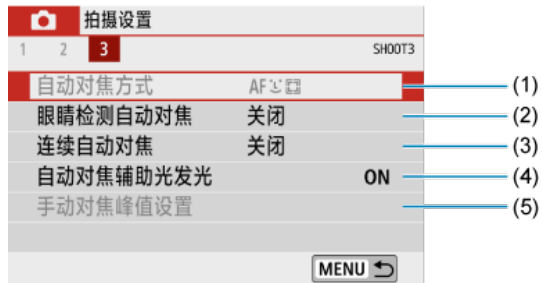 拍摄设置
1 2 3 SHOOT3
自动对焦方式 AF (1)
眼睛检测自动对焦 关闭 (2)
连续自动对焦 关闭 (3)
自动对焦辅助光发光 ON (4)
手动对焦峰值设置 (5)
MENU